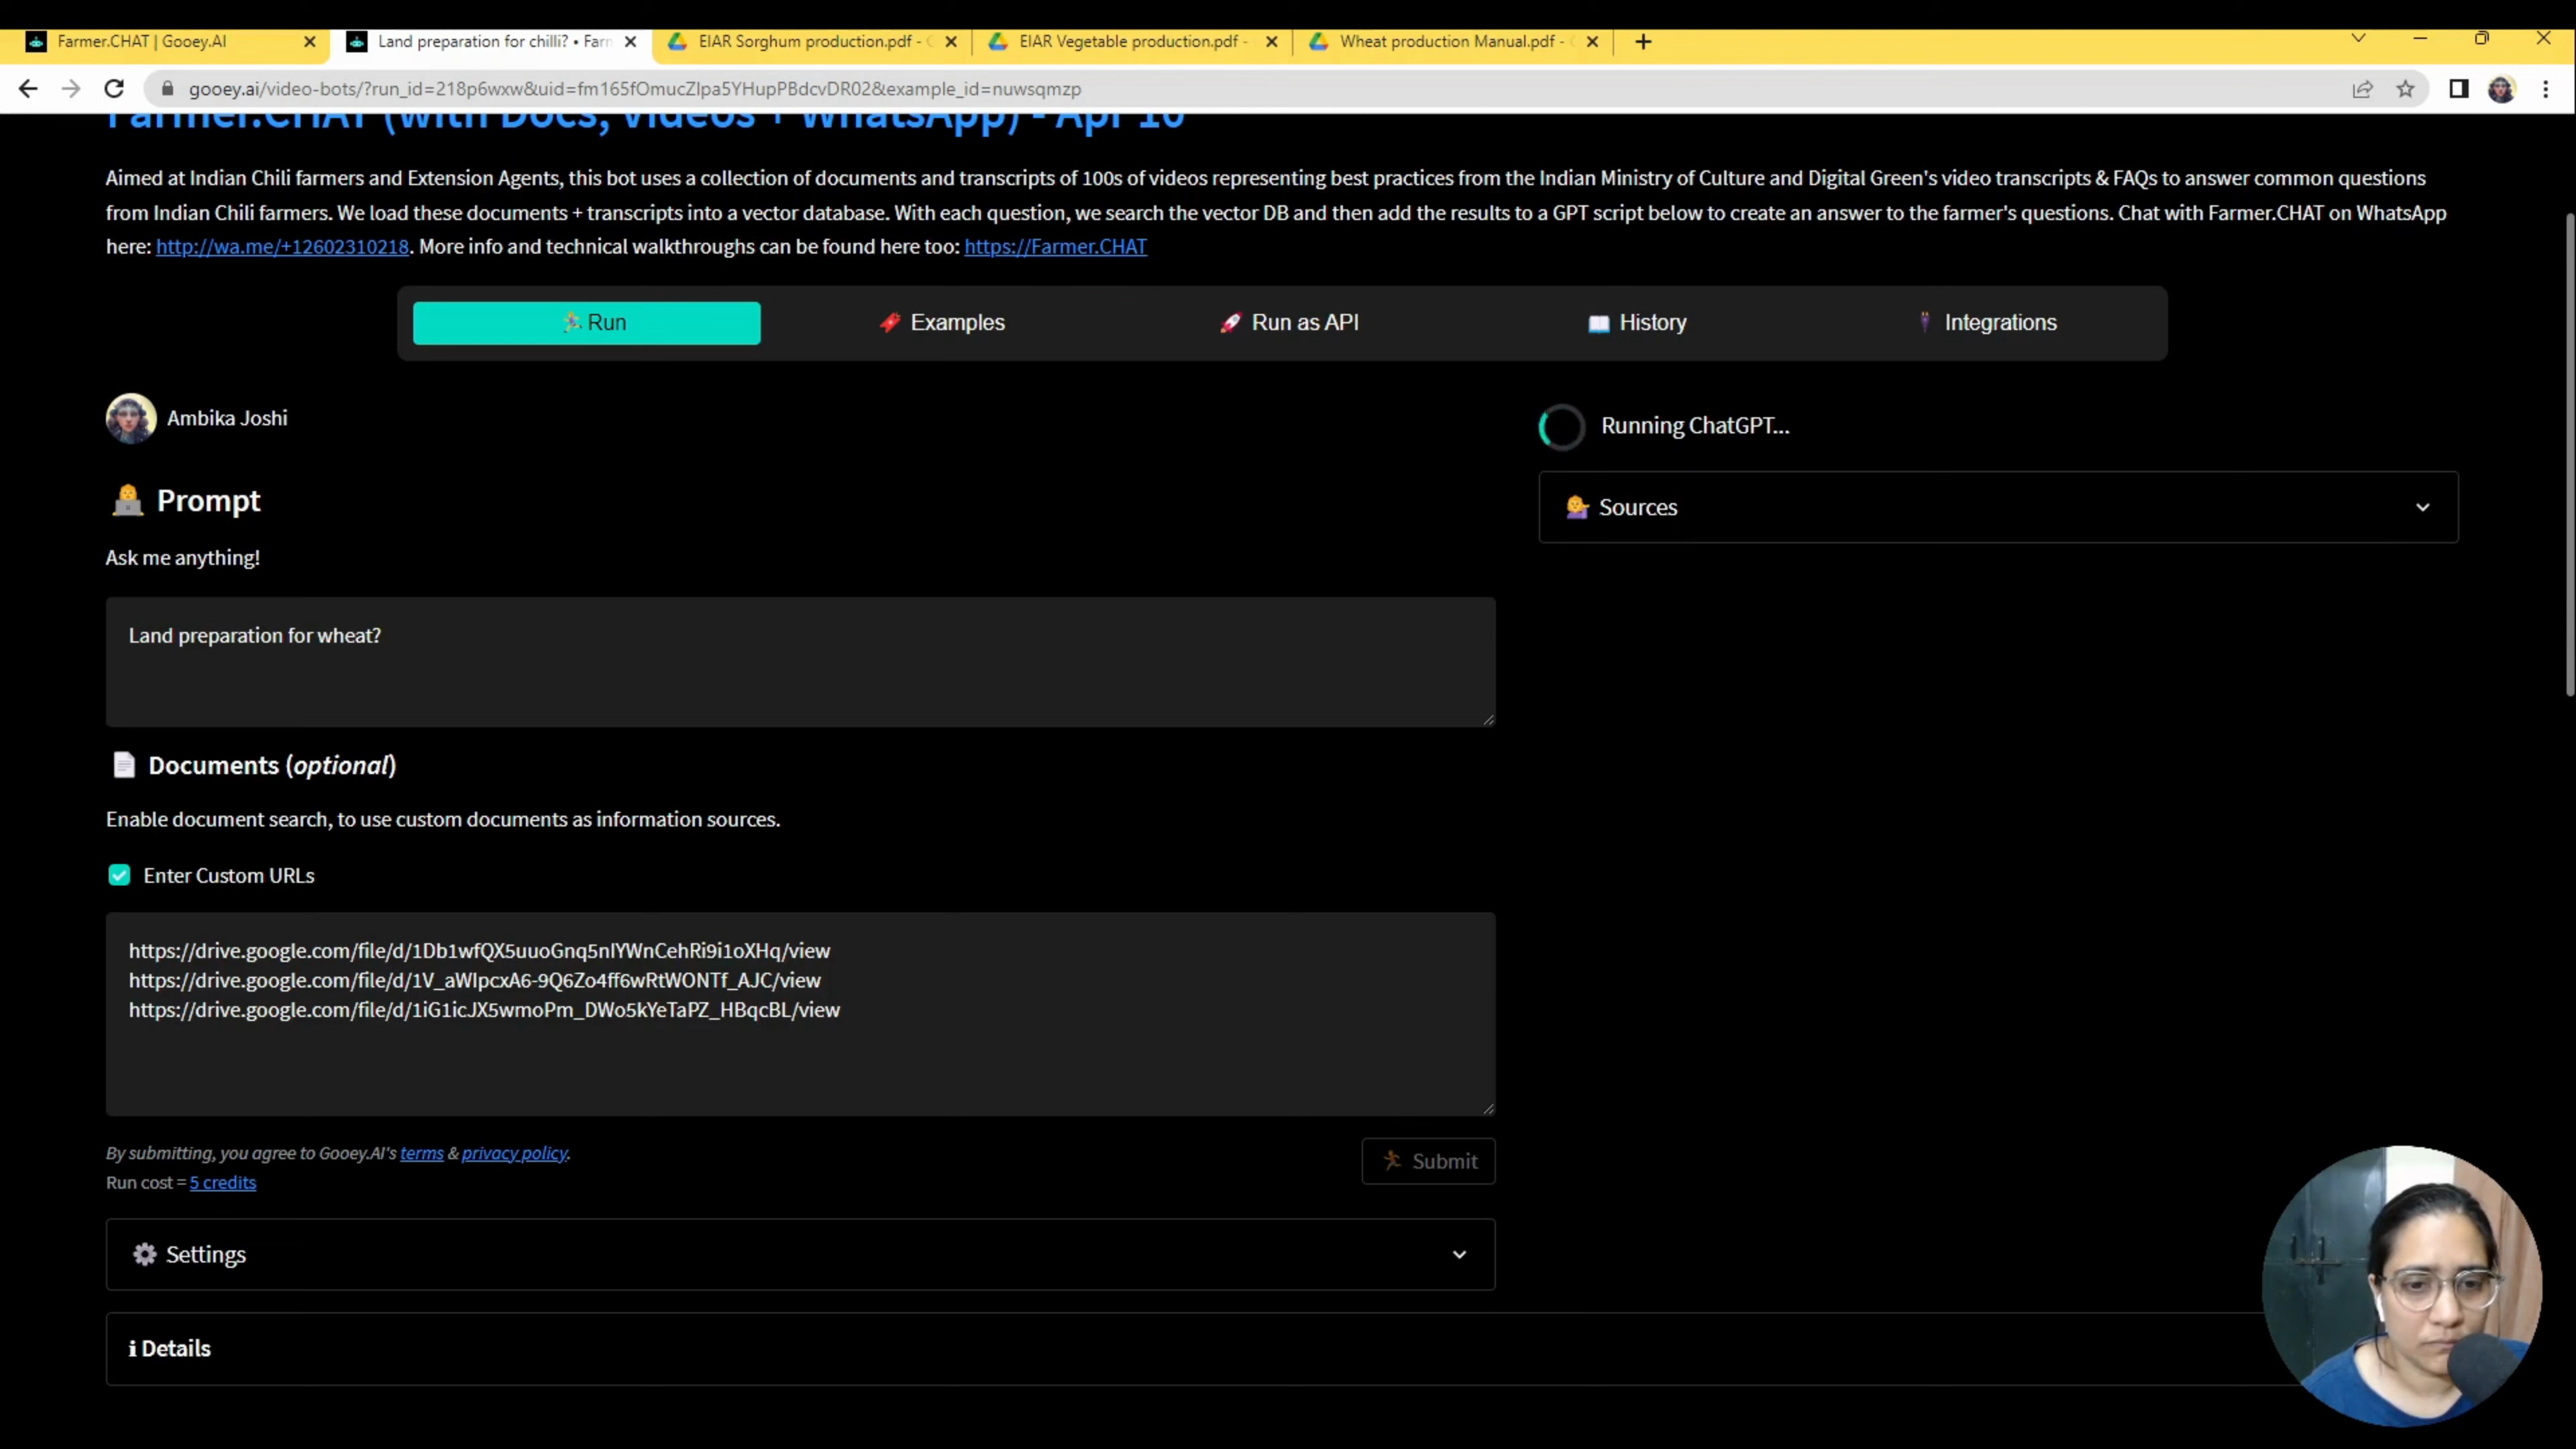 Farmer.CHAT | Gooey.AI
Land preparation for chilli? • Farm
EIAR Sorghum production.pdf -
EIAR Vegetable production.pdf -
Wheat production Manual.pdf -
gooey.ai/video-bots/?run_id=218p6wxw&uid=fm165fOmucZIpa5YHupPBdcvDR02&example_id=nuwsqmzp
Farmer.CHAT (with Docs, Videos + WhatsApp) - Apr 16
Aimed at Indian Chili farmers and Extension Agents, this bot uses a collection of documents and transcripts of 100s of videos representing best practices from the Indian Ministry of Culture and Digital Green's video transcripts & FAQs to answer common questions
from Indian Chili farmers. We load these documents + transcripts into a vector database. With each question, we search the vector DB and then add the results to a GPT script below to create an answer to the farmer's questions. Chat with Farmer.CHAT on WhatsApp
here: http://wa.me/+12602310218. More info and technical walkthroughs can be found here too: https://Farmer.CHAT
Run
Examples
Run as API
History
Integrations
Ambika Joshi
Running ChatGPT...
Sources
Prompt
Ask me anything!
Land preparation for wheat?
Documents (optional)
Enable document search, to use custom documents as information sources.
Enter Custom URLs
https://drive.google.com/file/d/1Db1wfQX5uuoGnq5nIYWnCehRi9i1oXHq/view
https://drive.google.com/file/d/1V_aWlpcxA6-9Q6Zo4ff6wRtWONTf_AJC/view
https://drive.google.com/file/d/1iG1icJX5wmoPm_DWo5kYeTaPZ_HBqcBL/view
By submitting, you agree to Gooey.AI's terms & privacy policy.
Run cost = 5 credits
Submit
Settings
Details